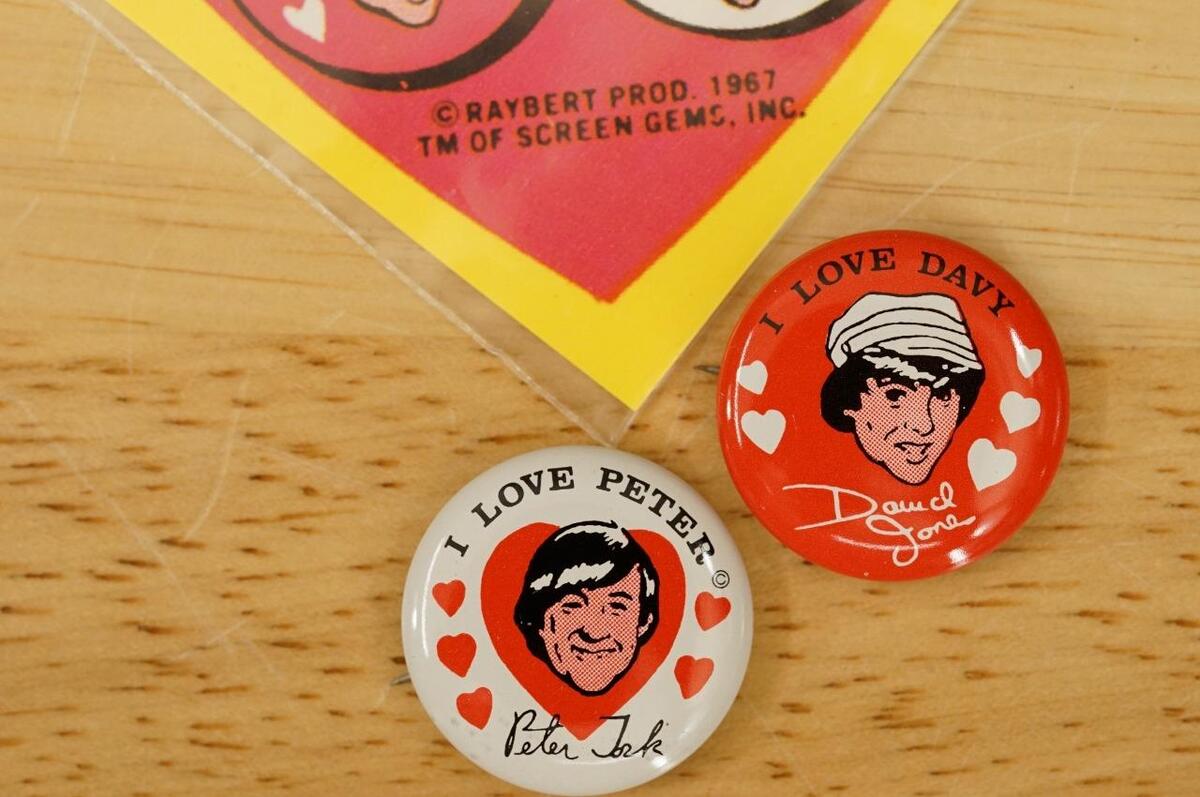 ©RAYBERT PROD. 1967
TM OF SCREEN GEMS, INC.
I LOVE DAVY
David
Jones
I LOVE PETER©
Peter Tork